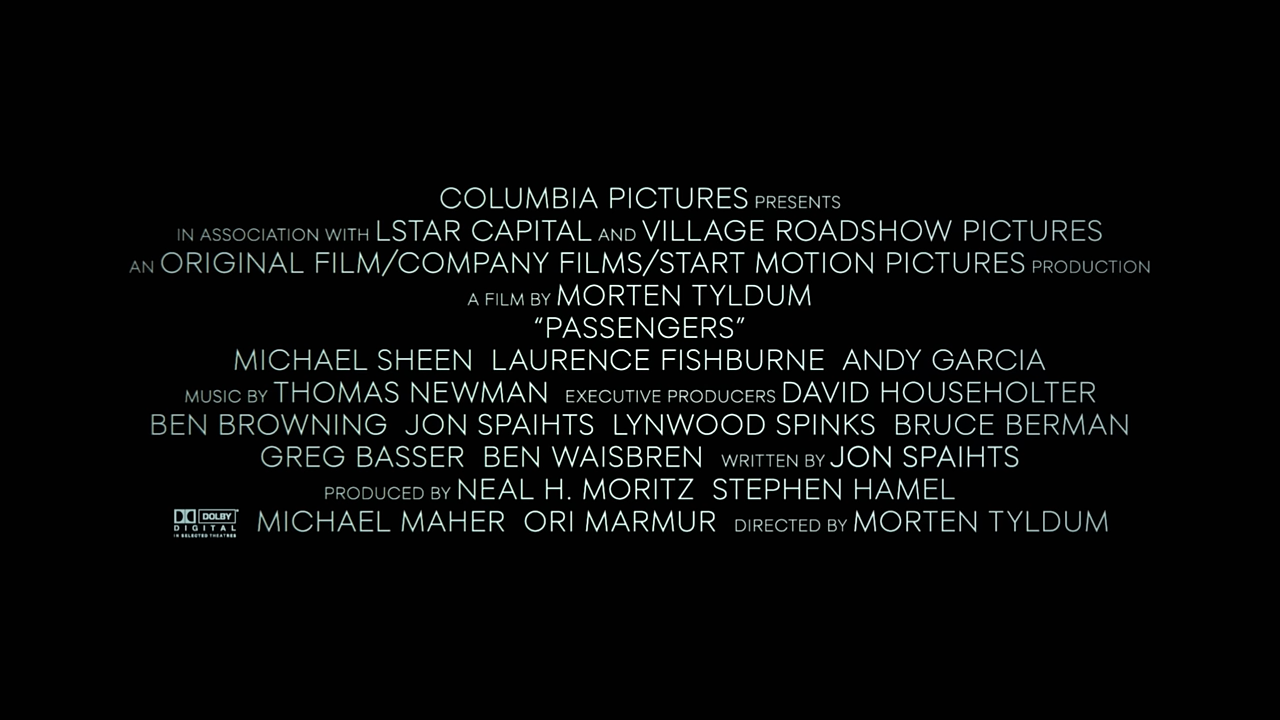 COLUMBIA PICTURES PRESENTS
IN ASSOCIATION WITH LSTAR CAPITAL AND VILLAGE ROADSHOW PICTURES
AN ORIGINAL FILM/COMPANY FILMS/START MOTION PICTURES PRODUCTION
A FILM BY MORTEN TYLDUM
“PASSENGERS”
MICHAEL SHEEN LAURENCE FISHBURNE ANDY GARCIA
MUSIC BY THOMAS NEWMAN EXECUTIVE PRODUCERS DAVID HOUSEHOLTER
BEN BROWNING JON SPAIHTS LYNWOOD SPINKS BRUCE BERMAN
GREG BASSER BEN WAISBREN WRITTEN BY JON SPAIHTS
PRODUCED BY NEAL H. MORITZ STEPHEN HAMEL
MICHAEL MAHER ORI MARMUR DIRECTED BY MORTEN TYLDUM
DOLBY
DIGITAL
IN SELECTED THEATRES